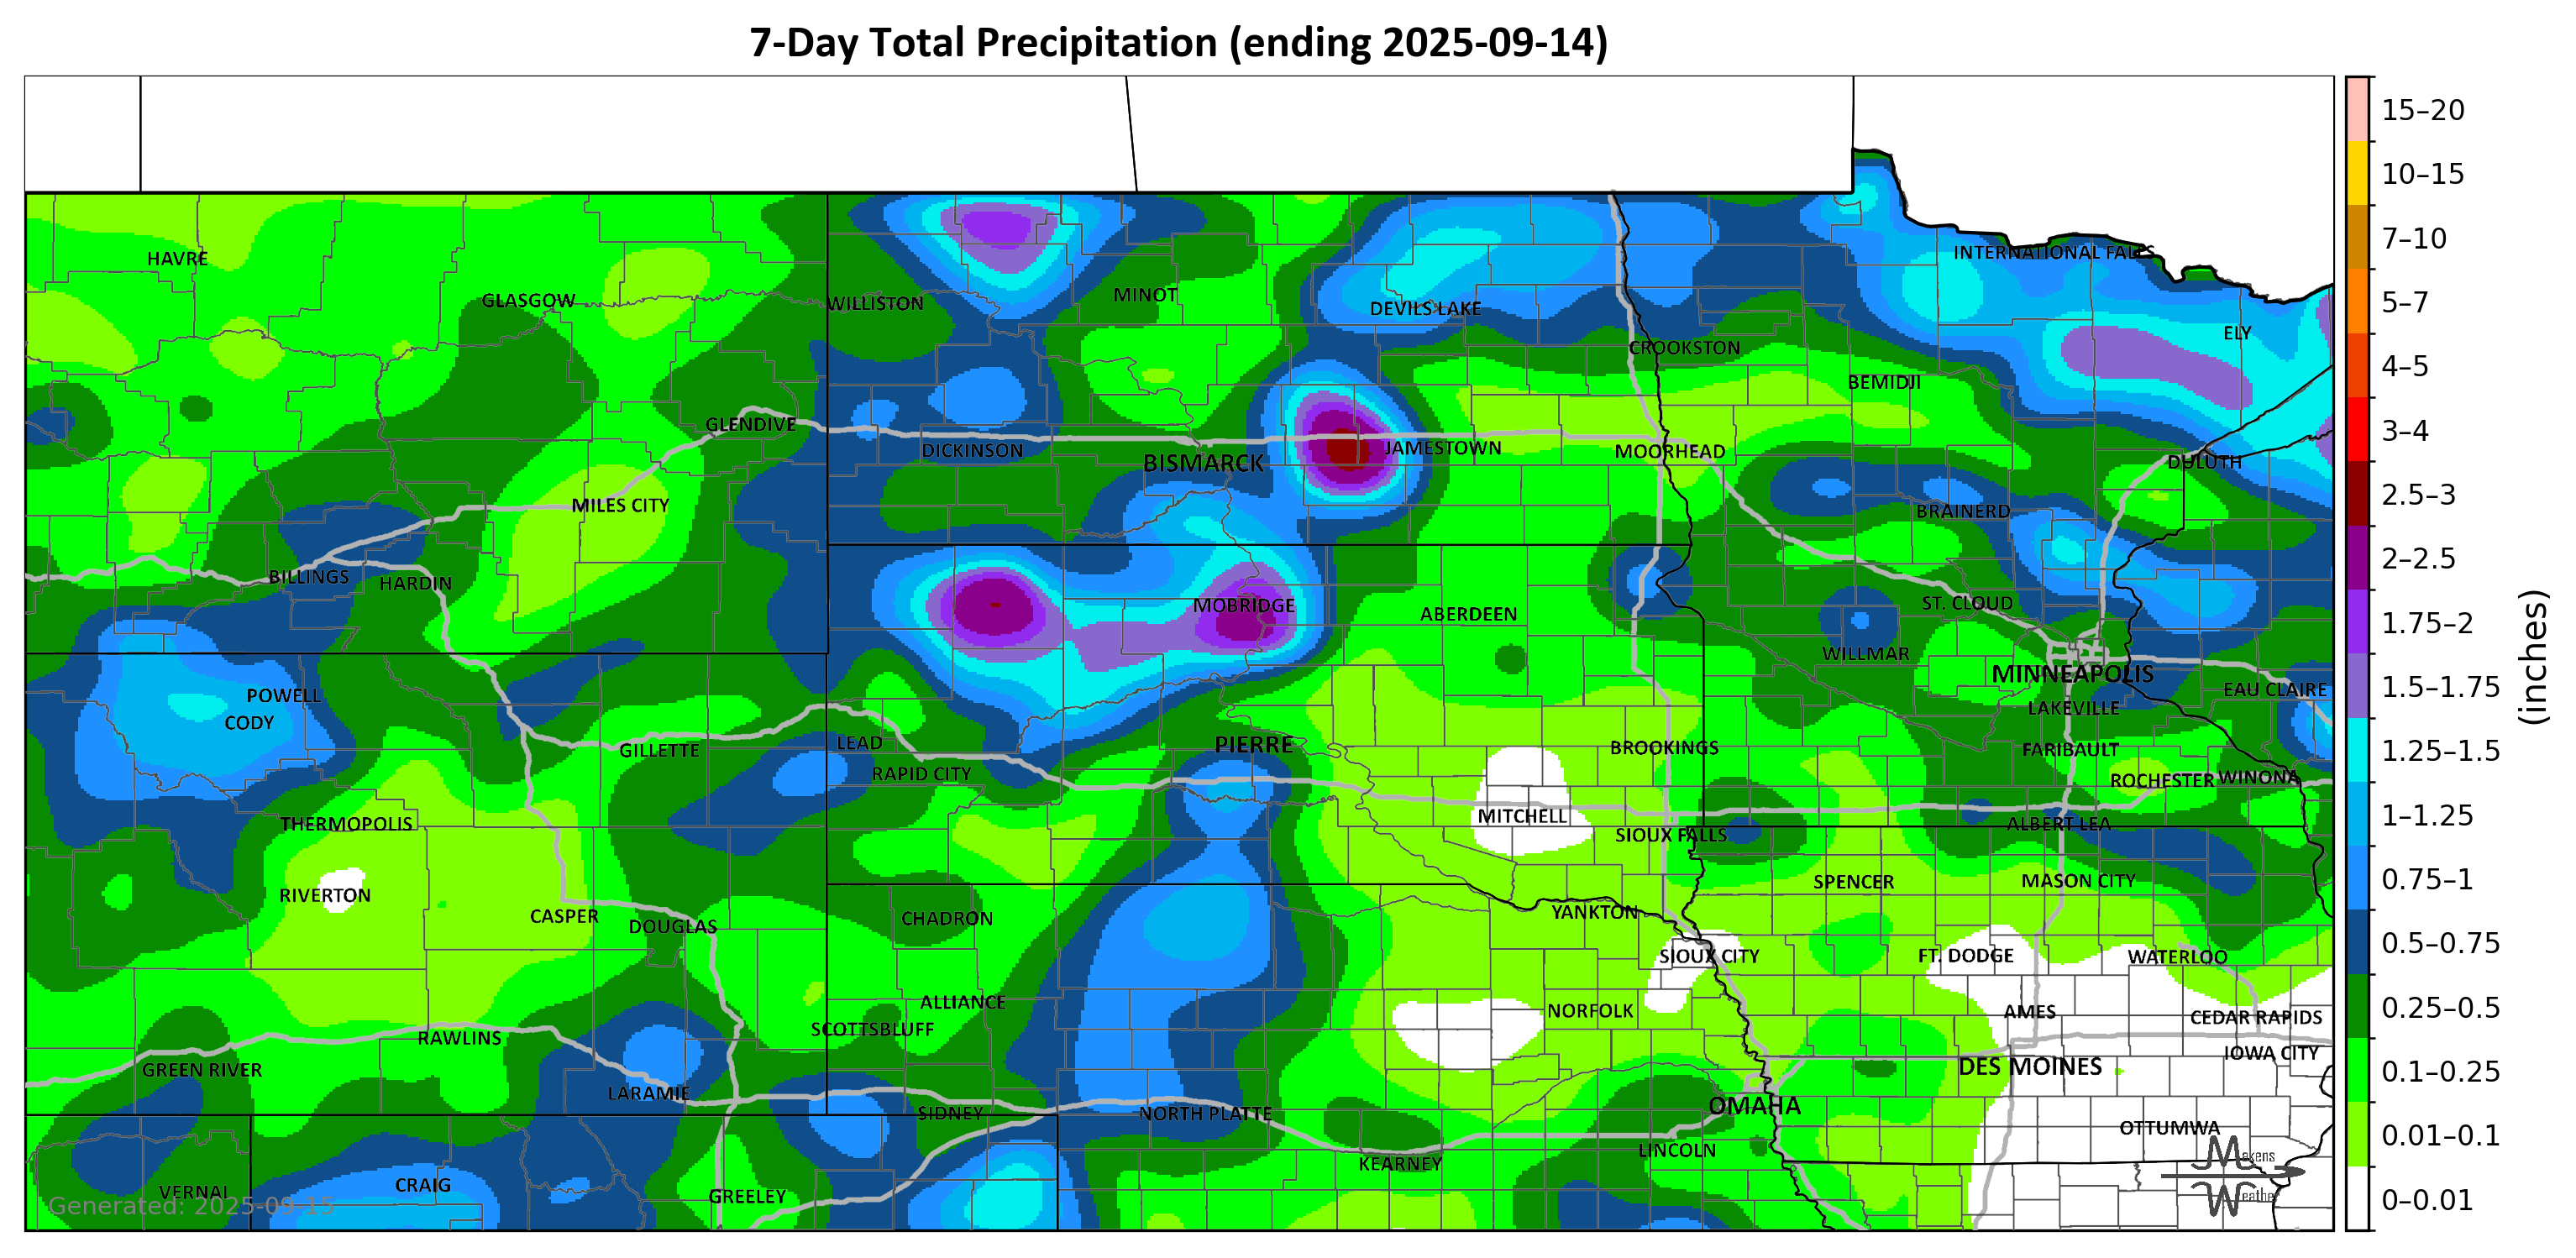 7-Day Total Precipitation (ending 2025-09-14)
15–20
10–15
7–10
5–7
4–5
3–4
2.5–3
2–2.5
1.75–2
1.5–1.75
1.25–1.5
1–1.25
0.75–1
0.5–0.75
0.25–0.5
0.1–0.25
0.01–0.1
0–0.01
(inches)
HAVRE
INTERNATIONAL FALLS
GLASGOW
WILLISTON
MINOT
DEVILS LAKE
ELY
CROOKSTON
BEMIDJI
GLENDIVE
DICKINSON
BISMARCK
JAMESTOWN
MOORHEAD
DULUTH
MILES CITY
BRAINERD
BILLINGS
HARDIN
MOBRIDGE
ABERDEEN
ST. CLOUD
WILLMAR
MINNEAPOLIS
POWELL
EAU CLAIRE
CODY
LAKEVILLE
GILLETTE
LEAD
PIERRE
BROOKINGS
FARIBAULT
RAPID CITY
ROCHESTER
WINONA
THERMOPOLIS
MITCHELL
SIOUX FALLS
ALBERT LEA
RIVERTON
SPENCER
MASON CITY
CASPER
DOUGLAS
CHADRON
YANKTON
SIOUX CITY
FT. DODGE
WATERLOO
ALLIANCE
NORFOLK
AMES
CEDAR RAPIDS
SCOTTSBLUFF
RAWLINS
IOWA CITY
GREEN RIVER
DES MOINES
LARAMIE
SIDNEY
NORTH PLATTE
OMAHA
OTTUMWA
KEARNEY
LINCOLN
VERNAL
CRAIG
GREELEY
Generated: 2025-09-15
Makens
Weather